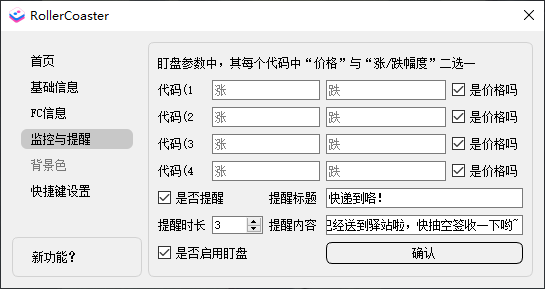 RollerCoaster
首页
基础信息
FC信息
监控与提醒
背景色
快捷键设置
新功能?
盯盘参数中，其每个代码中“价格”与“涨/跌幅度”二选一
代码(1 涨 跌 是价格吗
代码(2 涨 跌 是价格吗
代码(3 涨 跌 是价格吗
代码(4 涨 跌 是价格吗
是否提醒 提醒标题 快递到咯!
提醒时长 3 提醒内容 已经送到驿站啦，快抽空签收一下哟~
是否启用盯盘 确认